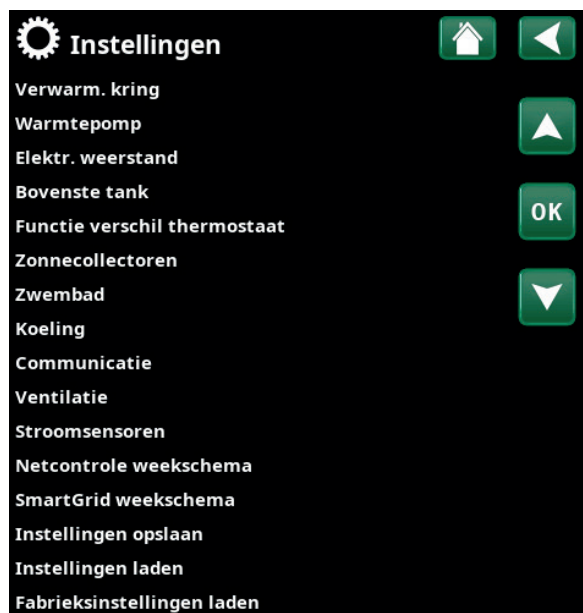 Instellingen
Verwarm. kring
Warmtepomp
Elektr. weerstand
Bovenste tank
OK
Functie verschil thermostaat
Zonnecollectoren
Zwembad
Koeling
Communicatie
Ventilatie
Stroomsensoren
Netcontrole weekschema
SmartGrid weekschema
Instellingen opslaan
Instellingen laden
Fabrieksinstellingen laden